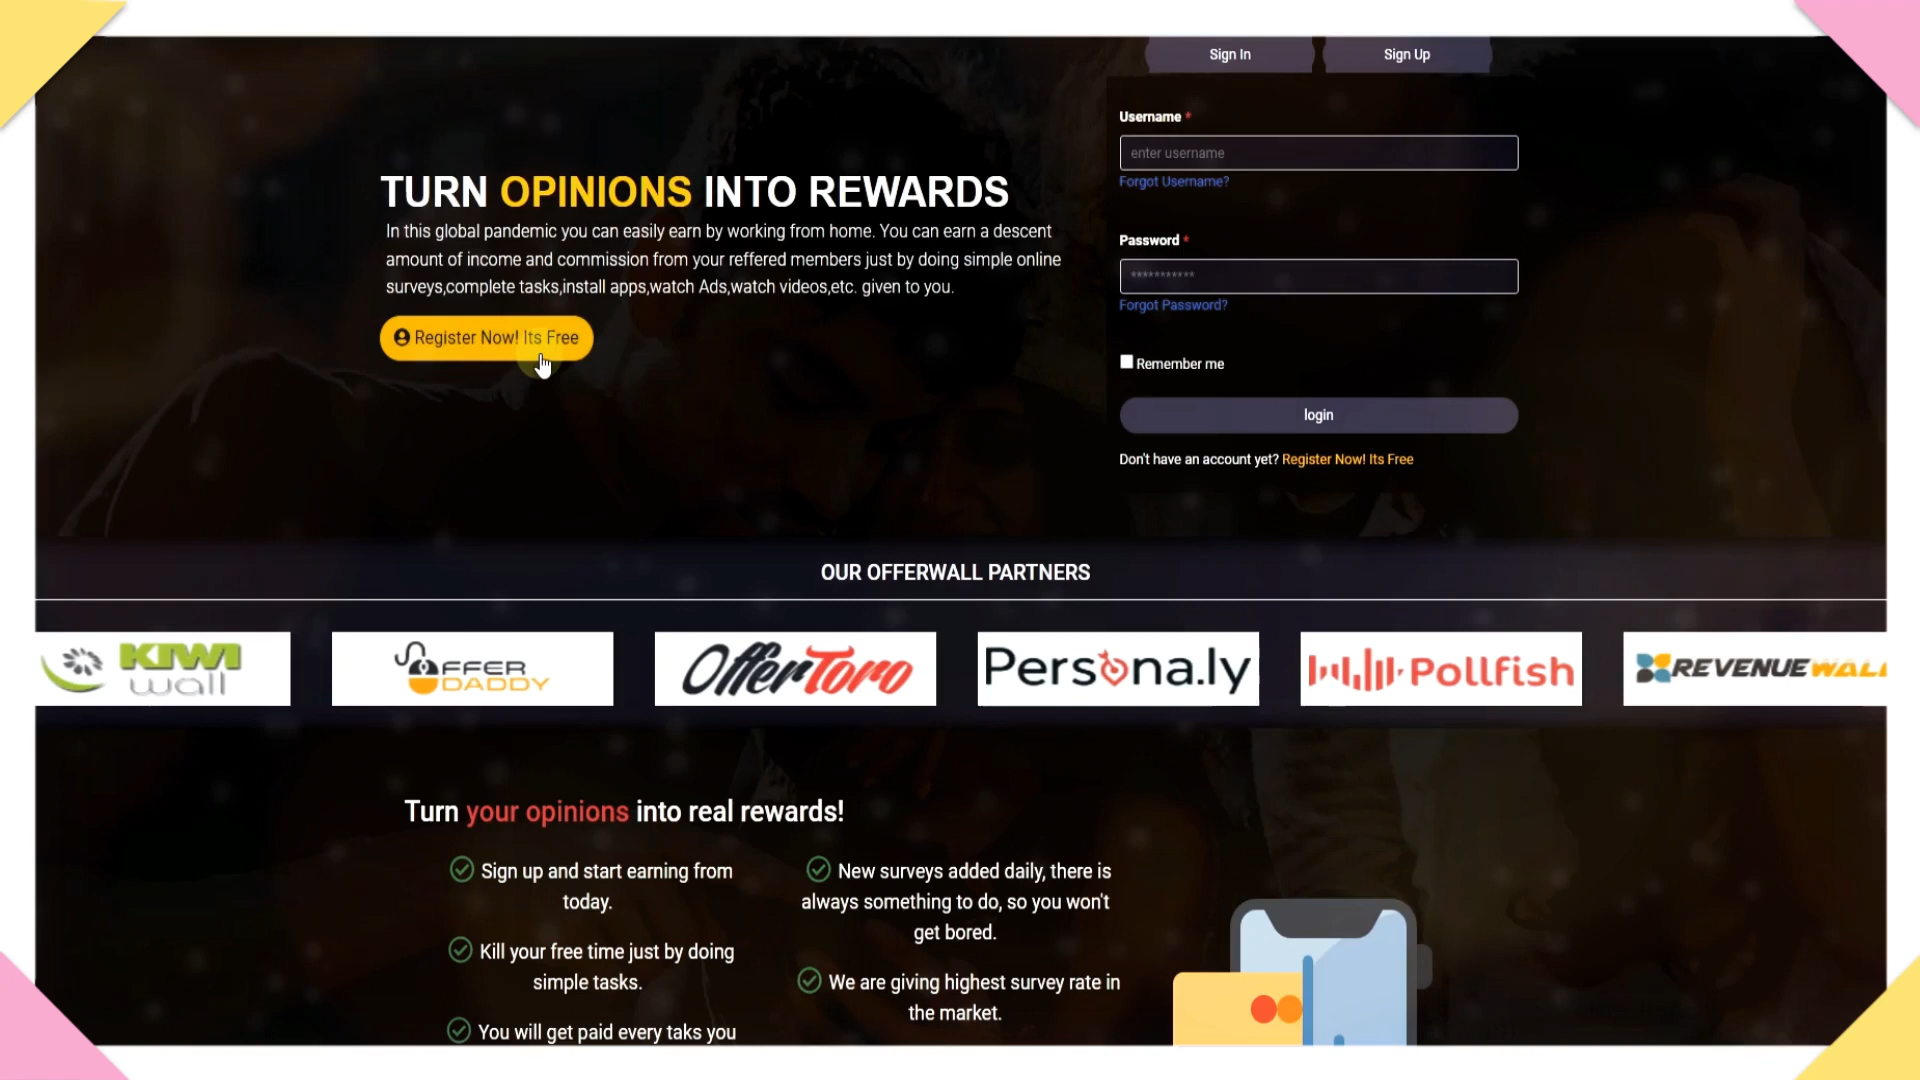 Sign In
Sign Up
Username *
enter username
Forgot Username?
Password *
***********
Forgot Password?
Remember me
login
Don't have an account yet? Register Now! Its Free
TURN OPINIONS INTO REWARDS
In this global pandemic you can easily earn by working from home. You can earn a descent
amount of income and commission from your reffered members just by doing simple online
surveys,complete tasks,install apps,watch Ads,watch videos,etc. given to you.
Register Now! Its Free
OUR OFFERWALL PARTNERS
KIWI
wall
OFFER
DADDY
OfferToro
Persona.ly
Pollfish
REVENUEWALL
Turn your opinions into real rewards!
Sign up and start earning from
today.
Kill your free time just by doing
simple tasks.
You will get paid every taks you
New surveys added daily, there is
always something to do, so you won't
get bored.
We are giving highest survey rate in
the market.